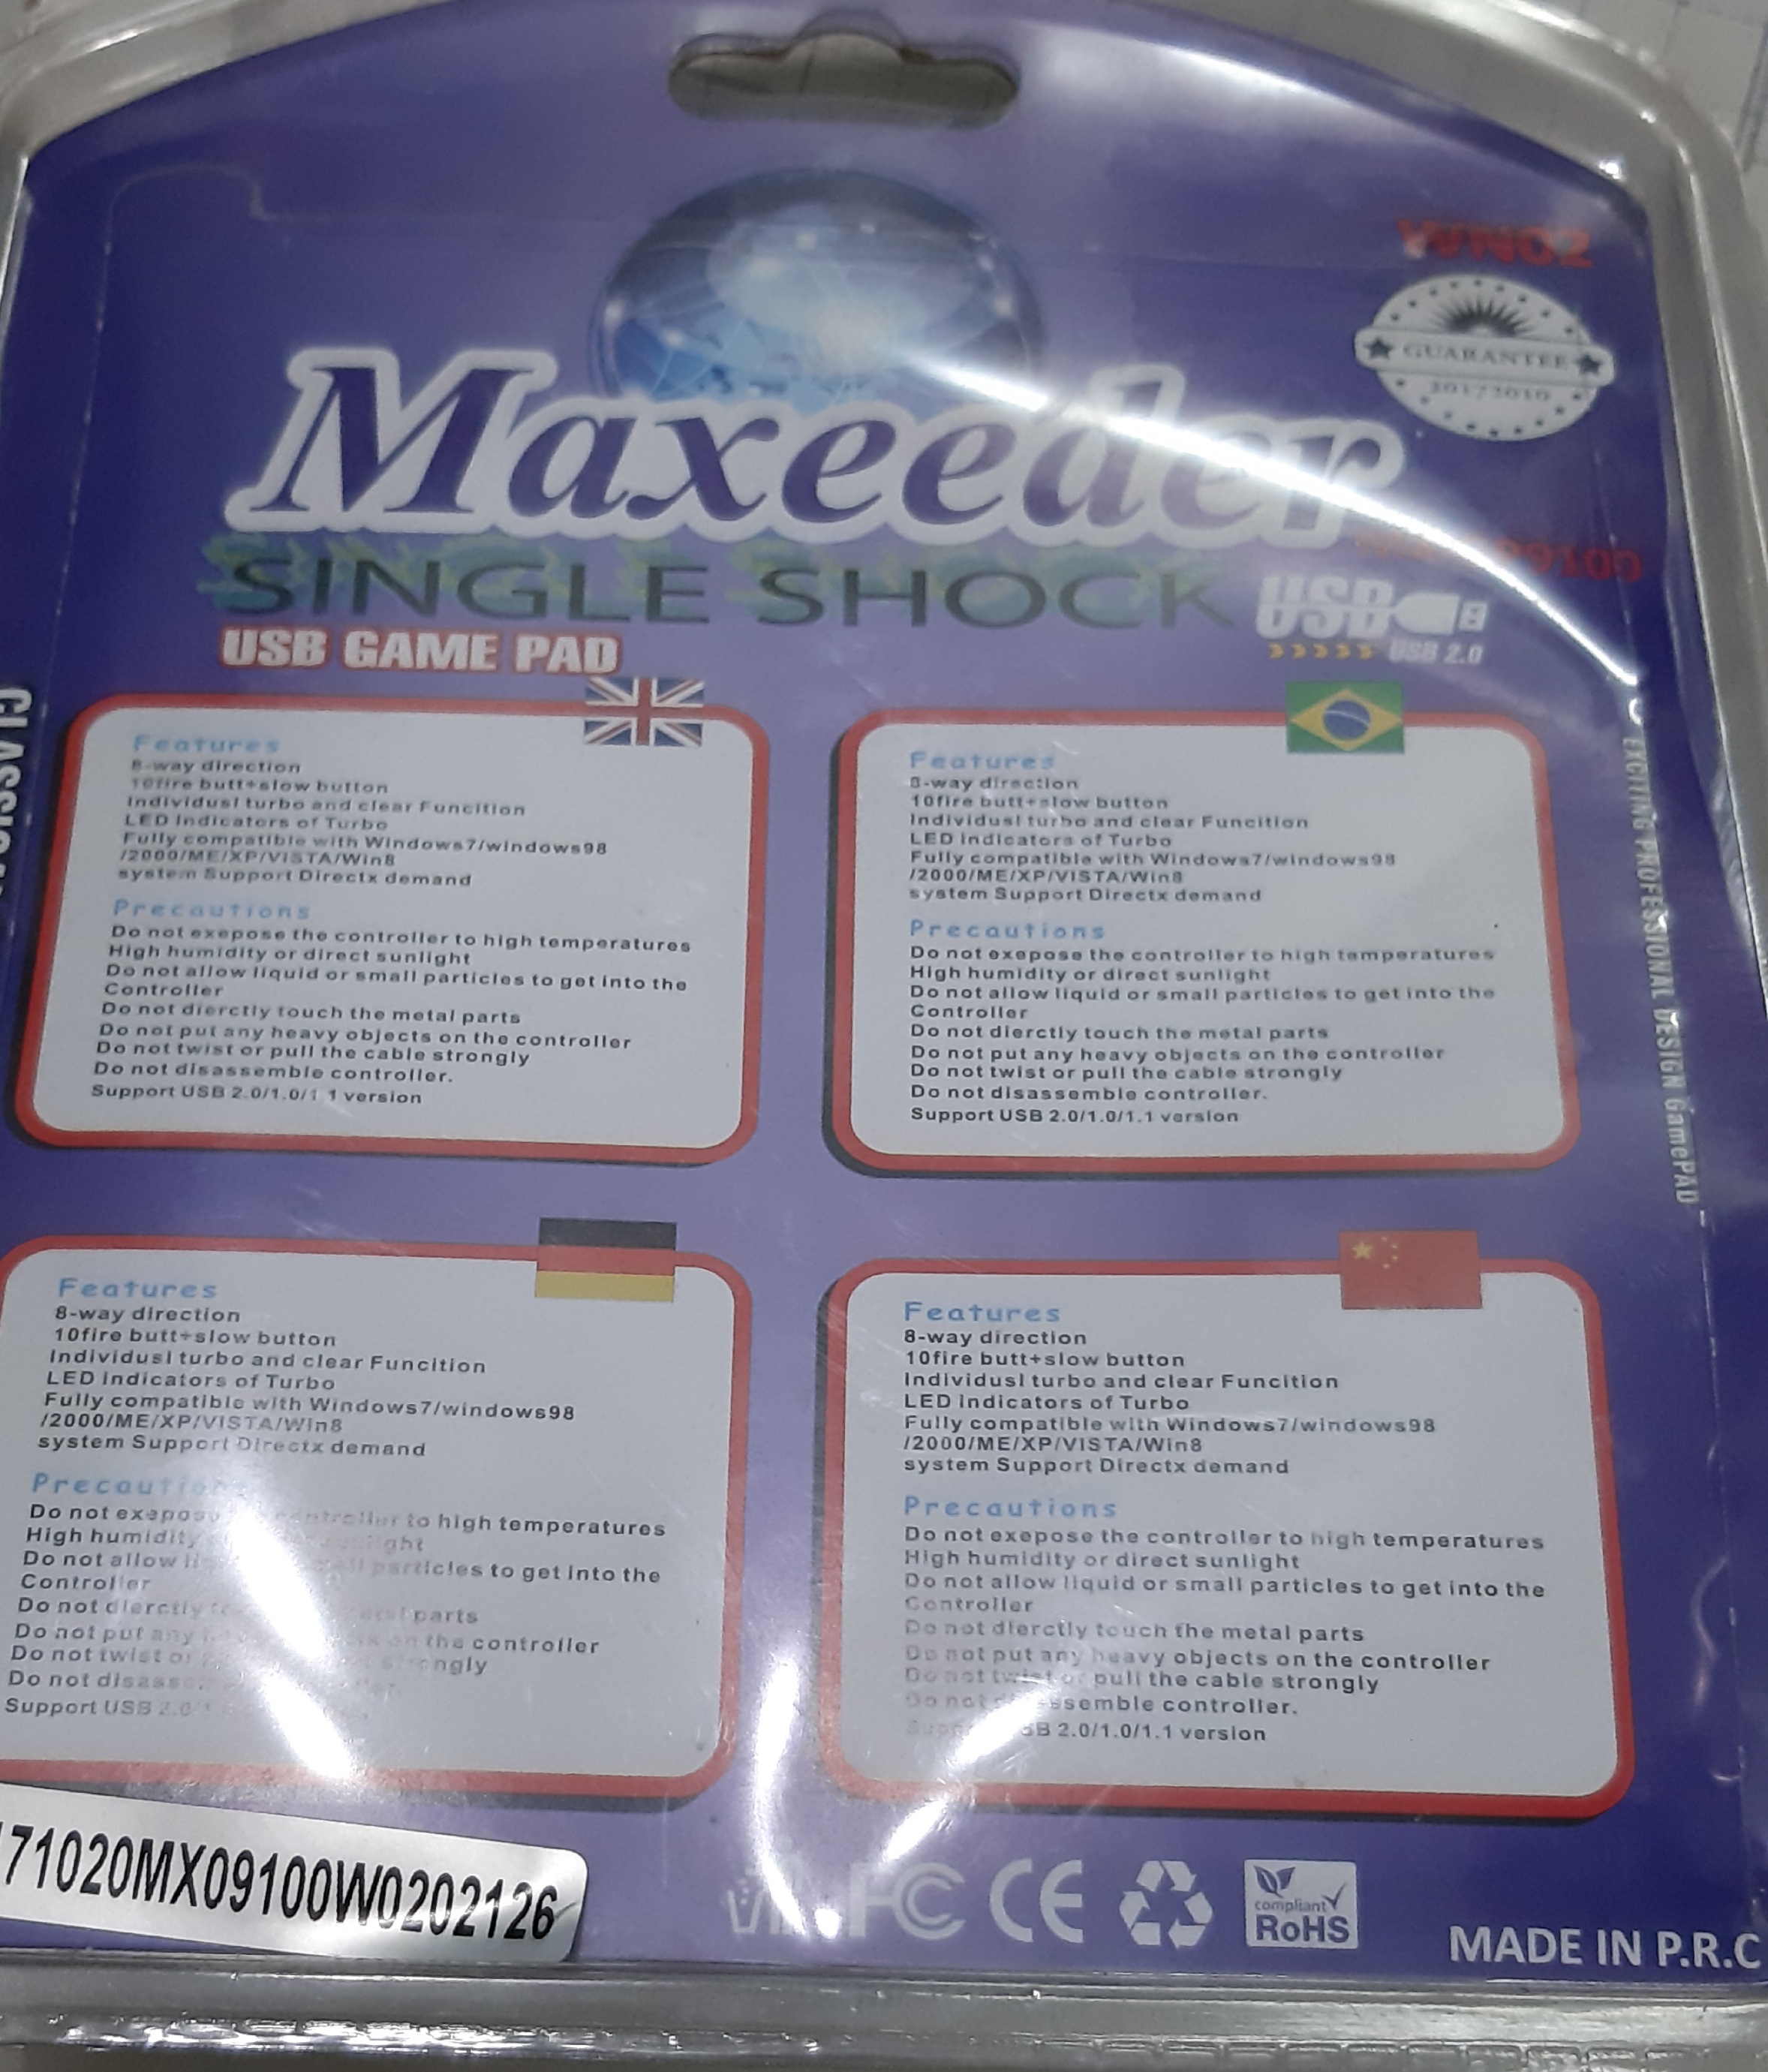 WN02
GUARANTEE
Maxeeder
SINGLE SHOCK
USB
USB GAME PAD
USB 2.0
Features
8-way direction
10fire butt+slow button
Individusl turbo and clear Funcition
LED Indicators of Turbo
Fully compatible with Windows7/windows98
/2000/ME/XP/VISTA/Win8
system Support Directx demand
Precautions
Do not exepose the controller to high temperatures
High humidity or direct sunlight
Do not allow liquid or small particles to get into the
Controller
Do not dierctly touch the metal parts
Do not put any heavy objects on the controller
Do not twist or pull the cable strongly
Do not disassemble controller.
Support USB 2.0/1.0/1.1 version
Features
8-way direction
10fire butt+slow button
Individusl turbo and clear Funcition
LED indicators of Turbo
Fully compatible with Windows7/windows98
/2000/ME/XP/VISTA/Win8
system Support Directx demand
Precautions
Do not exepose the controller to high temperatures
High humidity or direct sunlight
Do not allow liquid or small particles to get into the
Controller
Do not dierctly touch the metal parts
Do not put any heavy objects on the controller
Do not twist or pull the cable strongly
Do not disassemble controller.
Support USB 2.0/1.0/1.1 version
EXCITING PROFESSIONAL DESIGN GamePAD
Features
8-way direction
10fire butt+slow button
Individusl turbo and clear Funcition
LED indicators of Turbo
Fully compatible with Windows7/windows98
/2000/ME/XP/VISTA/Win8
system Support Directx demand
Do not controller to high temperatures
High humidity
Do not allow particles to get into the
Controller
Do not dierctly parts
Do not put any on the controller
Do not twist or strongly
Do not
Support USB
Features
8-way direction
10fire butt+slow button
Individusl turbo and clear Funcition
LED indicators of Turbo
Fully compatible with Windows7/windows98
/2000/ME/XP/VISTA/Win8
system Support Directx demand
Precautions
Do not exepose the controller to high temperatures
High humidity or direct sunlight
Do not allow liquid or small particles to get into the
Controller
Do not dierctly touch the metal parts
Do not put any heavy objects on the controller
Do not twist or pull the cable strongly
Do not disassemble controller.
2.0/1.0/1.1 version
171020MX09100W0202126
FC CE
compliant
RoHS
MADE IN P.R.C